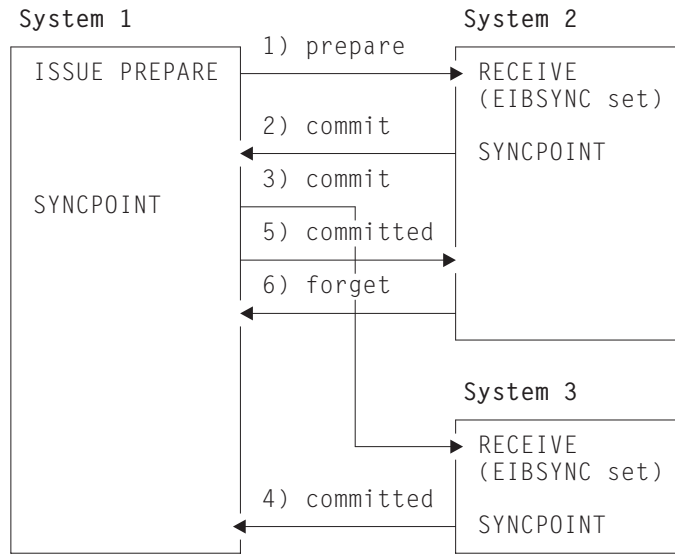 System 1
System 2
1) prepare
ISSUE PREPARE
RECEIVE
(EIBSYNC set)
2) commit
SYNCPOINT
3) commit
SYNCPOINT
5) committed
6) forget
System 3
RECEIVE
(EIBSYNC set)
4) committed
SYNCPOINT